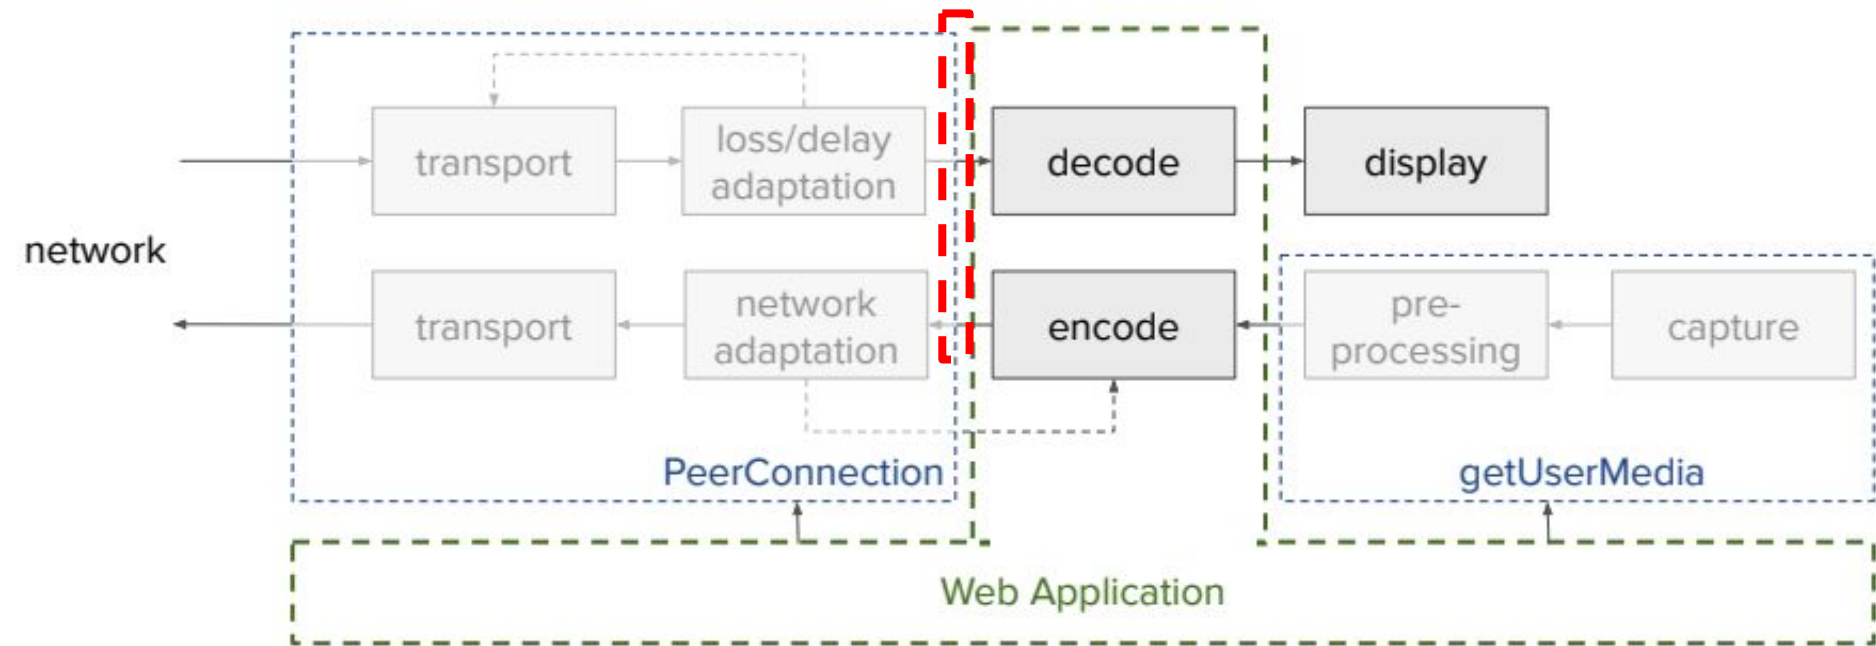 transport
loss/delay
adaptation
decode
display
network
transport
network
adaptation
encode
pre-
processing
capture
PeerConnection
getUserMedia
Web Application